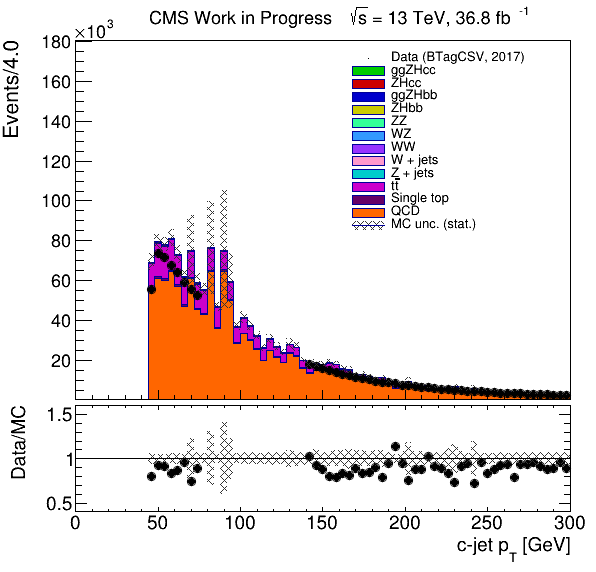 CMS Work in Progress √s = 13 TeV, 36.8 fb⁻¹
×10³
Events/4.0
180
160
140
120
100
80
60
40
20
Data (BTagCSV, 2017)
ggZHcc
ZHcc
ggZHbb
ZHbb
ZZ
WZ
WW
W + jets
Z + jets
tt̅
Single top
QCD
MC unc. (stat.)
Data/MC
1.5
1
0.5
0 50 100 150 200 250 300
c-jet p_T [GeV]